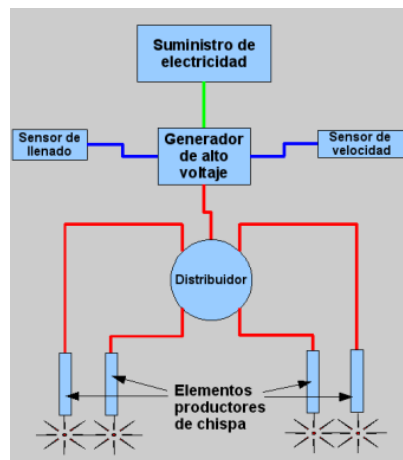 Suministro de
electricidad
Sensor de
llenado
Generador
de alto
voltaje
Sensor de
velocidad
Distribuidor
Elementos
productores
de chispa